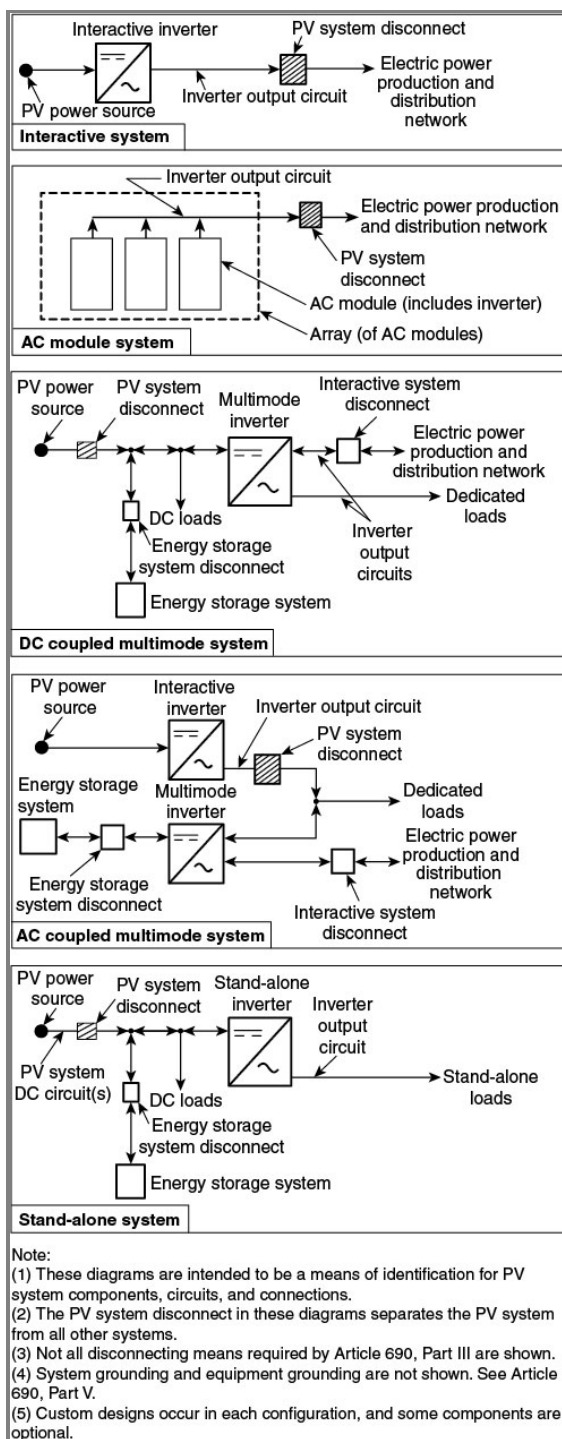 Interactive inverter
PV system disconnect
PV power source
Inverter output circuit
Electric power
production and
distribution
network
Interactive system
Inverter output circuit
Electric power production
and distribution network
PV system
disconnect
AC module (includes inverter)
Array (of AC modules)
AC module system
PV power
source
PV system
disconnect
Multimode
inverter
Interactive system
disconnect
Electric power
production and
distribution network
Dedicated
loads
DC loads
Energy storage
system disconnect
Inverter
output
circuits
Energy storage system
DC coupled multimode system
PV power
source
Interactive
inverter
Inverter output circuit
PV system
disconnect
Energy storage
system
Multimode
inverter
Dedicated
loads
Electric power
production and
distribution
network
Energy storage
system disconnect
Interactive system
disconnect
AC coupled multimode system
PV power
source
PV system
disconnect
Stand-alone
inverter
Inverter
output
circuit
PV system
DC circuit(s)
DC loads
Energy storage
system disconnect
Stand-alone
loads
Energy storage system
Stand-alone system
Note:
(1) These diagrams are intended to be a means of identification for PV
system components, circuits, and connections.
(2) The PV system disconnect in these diagrams separates the PV system
from all other systems.
(3) Not all disconnecting means required by Article 690, Part III are shown.
(4) System grounding and equipment grounding are not shown. See Article
690, Part V.
(5) Custom designs occur in each configuration, and some components are
optional.